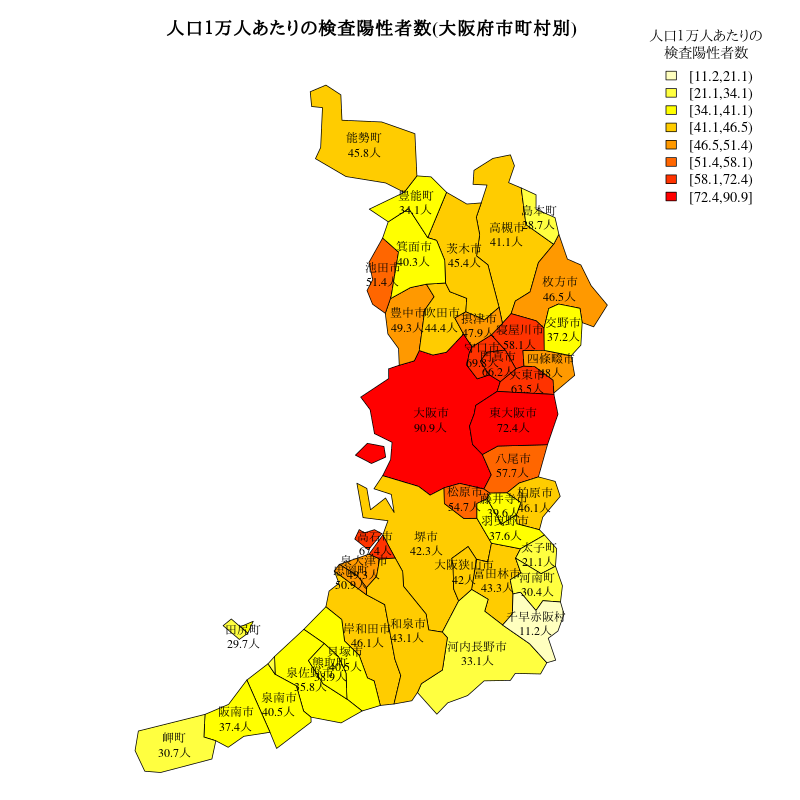 人口1万人あたりの検査陽性者数(大阪府市町村別)
人口1万人あたりの
検査陽性者数
[11.2,21.1)
[21.1,34.1)
[34.1,41.1)
[41.1,46.5)
[46.5,51.4)
[51.4,58.1)
[58.1,72.4)
[72.4,90.9]
能勢町
45.8人
豊能町
34.1人
島本町
28.7人
高槻市
41.1人
茨木市
45.4人
箕面市
40.3人
池田市
51.4人
枚方市
46.5人
豊中市
49.3人
吹田市
44.4人
摂津市
47.9人
寝屋川市
58.1人
交野市
37.2人
守口市
69.8人
門真市
66.2人
四條畷市
48人
大東市
63.5人
大阪市
90.9人
東大阪市
72.4人
八尾市
57.7人
松原市
54.7人
藤井寺市
39.6人
柏原市
46.1人
羽曳野市
37.6人
高石市
67.4人
堺市
42.3人
太子町
21.1人
泉大津市
49.3人
忠岡町
50.9人
大阪狭山市
42人
富田林市
43.3人
河南町
30.4人
千早赤阪村
11.2人
田尻町
29.7人
岸和田市
46.1人
和泉市
43.1人
河内長野市
33.1人
貝塚市
40.5人
熊取町
38.9人
泉佐野市
35.8人
泉南市
40.5人
阪南市
37.4人
岬町
30.7人